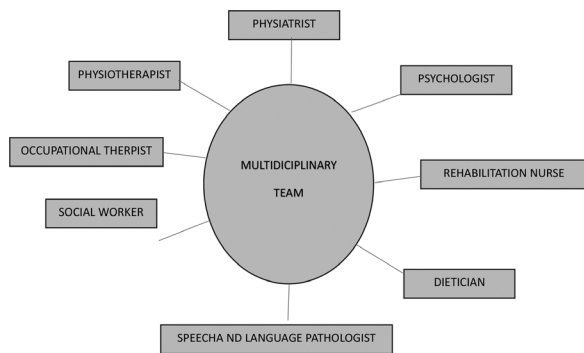 PHYSIATRIST
PHYSIOTHERAPIST
PSYCHOLOGIST
OCCUPATIONAL THERPIST
MULTIDICIPLINARY
TEAM
REHABILITATION NURSE
SOCIAL WORKER
DIETICIAN
SPEECHA ND LANGUAGE PATHOLOGIST